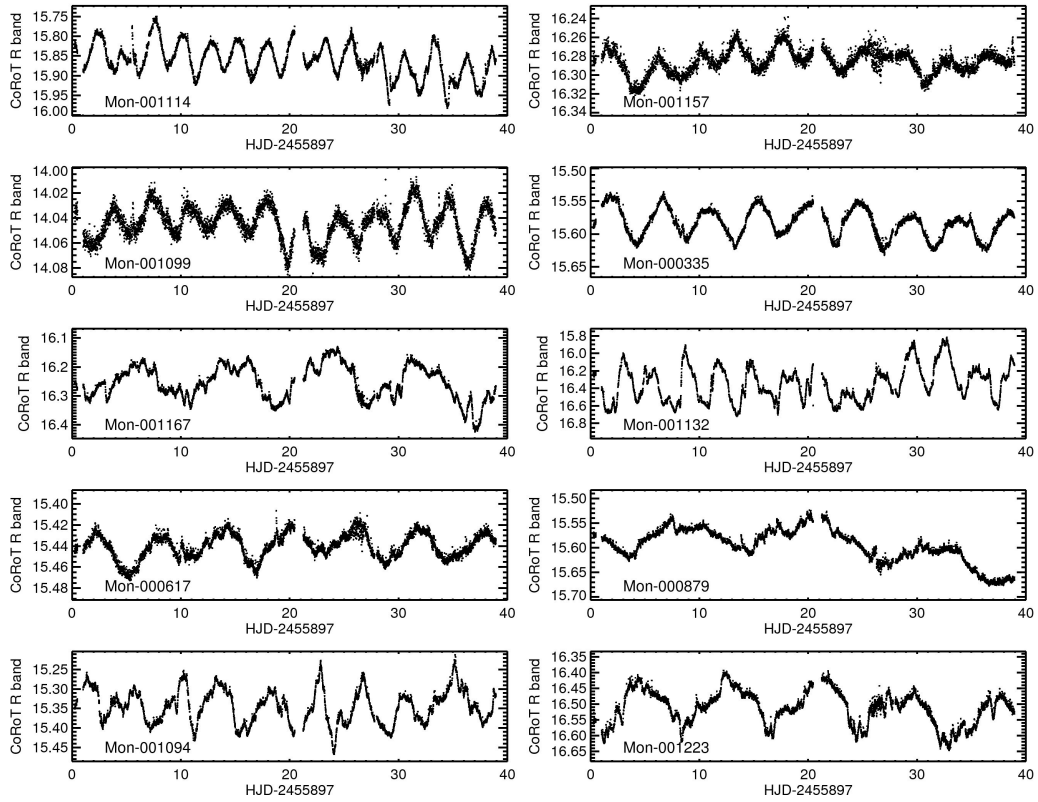 CoRoT R band
15.75
15.80
15.85
15.90
15.95
16.00
Mon-001114
0 10 20 30 40
HJD-2455897
CoRoT R band
16.24
16.26
16.28
16.30
16.32
16.34
Mon-001157
0 10 20 30 40
HJD-2455897
CoRoT R band
14.00
14.02
14.04
14.06
14.08
Mon-001099
0 10 20 30 40
HJD-2455897
CoRoT R band
15.50
15.55
15.60
15.65
Mon-000335
0 10 20 30 40
HJD-2455897
CoRoT R band
16.1
16.2
16.3
16.4
Mon-001167
0 10 20 30 40
HJD-2455897
CoRoT R band
15.8
16.0
16.2
16.4
16.6
16.8
Mon-001132
0 10 20 30 40
HJD-2455897
CoRoT R band
15.40
15.42
15.44
15.46
15.48
Mon-000617
0 10 20 30 40
HJD-2455897
CoRoT R band
15.50
15.55
15.60
15.65
15.70
Mon-000879
0 10 20 30 40
HJD-2455897
CoRoT R band
15.25
15.30
15.35
15.40
15.45
Mon-001094
0 10 20 30 40
HJD-2455897
CoRoT R band
16.35
16.40
16.45
16.50
16.55
16.60
16.65
Mon-001223
0 10 20 30 40
HJD-2455897